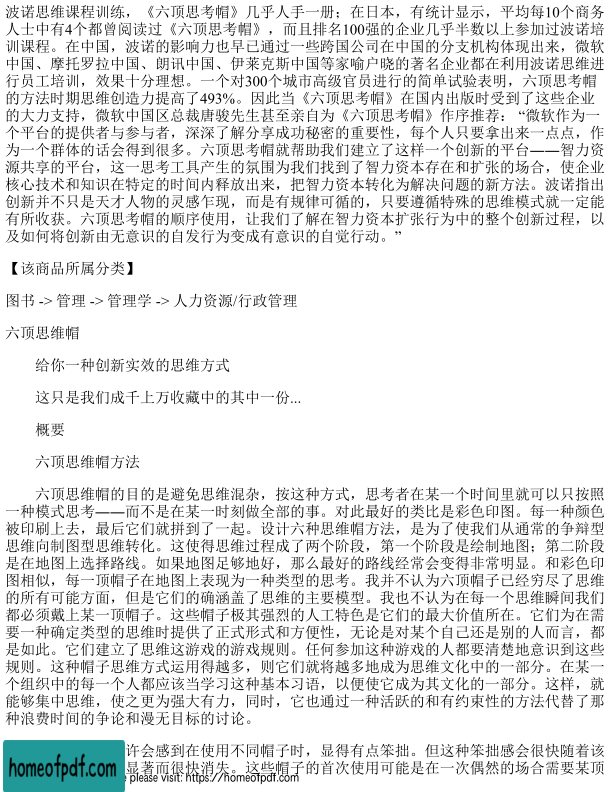 波诺思维课程训练，《六顶思考帽》几乎人手一册；在日本，有统计显示，平均每10个商务
人士中有4个都曾阅读过《六顶思考帽》，而且排名100强的企业几乎半数以上参加过波诺培
训课程。在中国，波诺的影响力也早已通过一些跨国公司在中国的分支机构体现出来，微软
中国、摩托罗拉中国、朗讯中国、伊莱克斯中国等家喻户晓的著名企业都在利用波诺思维进
行员工培训，效果十分理想。一个对300个城市高级官员进行的简单试验表明，六顶思考帽
的方法时期思维创造力提高了493%。因此当《六顶思考帽》在国内出版时受到了这些企业
的大力支持，微软中国区总裁唐骏先生甚至亲自为《六顶思考帽》作序推荐：“微软作为一
个平台的提供者与参与者，深深了解分享成功秘密的重要性，每个人只要拿出来一点点，作
为一个群体的话会得到很多。六顶思考帽就帮助我们建立了这样一个创新的平台——智力资
源共享的平台，这一思考工具产生的氛围为我们找到了智力资本存在和扩张的场合，使企业
核心技术和知识在特定的时间内释放出来，把智力资本转化为解决问题的新方法。波诺指出
创新并不只是天才人物的灵感乍现，而是有规律可循的，只要遵循特殊的思维模式就一定能
有所收获。六顶思考帽的顺序使用，让我们了解在智力资本扩张行为中的整个创新过程，以
及如何将创新由无意识的自发行为变成有意识的自觉行动。”
【该商品所属分类】
图书 -> 管理 -> 管理学 -> 人力资源/行政管理
六顶思维帽
给你一种创新实效的思维方式
这只是我们成千上万收藏中的其中一份...
概要
六顶思维帽方法
六顶思维帽的目的是避免思维混杂，按这种方式，思考者在某一个时间里就可以只按照
一种模式思考——而不是在某一时刻做全部的事。对此最好的类比是彩色印图。每一种颜色
被印刷上去，最后它们就拼到了一起。设计六种思维帽方法，是为了使我们从通常的争辩型
思维向制图型思维转化。这使得思维过程成了两个阶段，第一个阶段是绘制地图；第二阶段
是在地图上选择路线。如果地图足够地好，那么最好的路线经常会变得非常明显。和彩色印
图相似，每一顶帽子在地图上表现为一种类型的思考。我并不认为六顶帽子已经穷尽了思维
的所有可能方面，但是它们的确涵盖了思维的主要模型。我也不认为在每一个思维瞬间我们
都必须戴上某一顶帽子。这些帽子极其强烈的人工特色是它们的最大价值所在。它们为在需
要一种确定类型的思维时提供了正式形式和方便性，无论是对某个自己还是别的人而言，都
是如此。它们建立了思维这游戏的游戏规则。任何参加这种游戏的人都要清楚地意识到这些
规则。这种帽子思维方式运用得越多，则它们就将越多地成为思维文化中的一部分。在某一
个组织中的每一个人都应该当学习这种基本习语，以便使它成为其文化的一部分。这样，就
能够集中思维，使之更为强大有力，同时，它也通过一种活跃的和有约束性的方法代替了那
种浪费时间的争论和漫无目标的讨论。
许会感到在使用不同帽子时，显得有点笨拙。但这种笨拙感会很快随着该
显著而很快消失。这些帽子的首次使用可能是在一次偶然的场合需要某顶
homeofpdf.com
please visit: https://homeofpdf.com